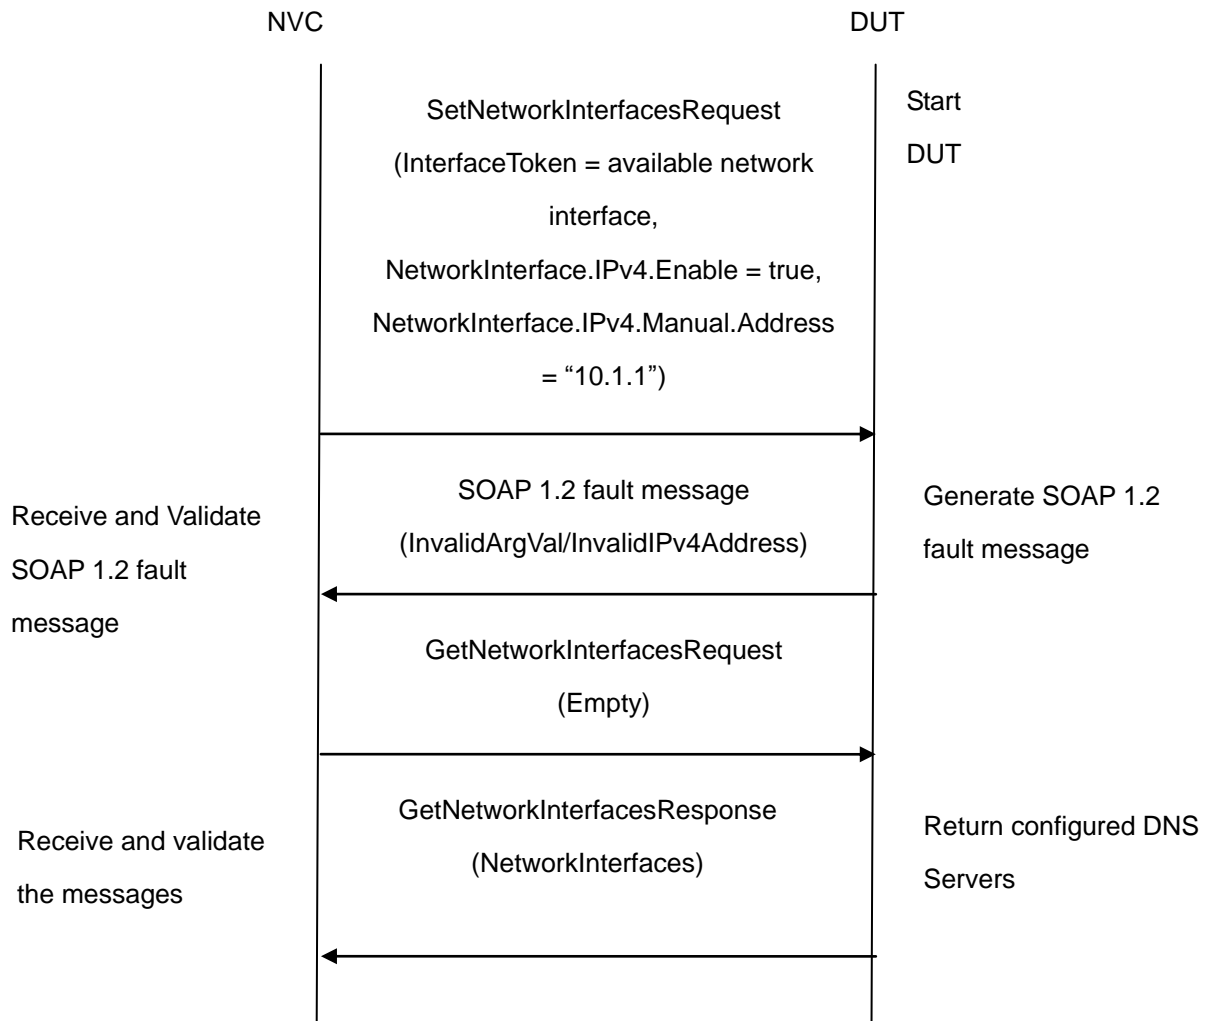 NVC
DUT
Start
DUT
SetNetworkInterfacesRequest
(InterfaceToken = available network
interface,
NetworkInterface.IPv4.Enable = true,
NetworkInterface.IPv4.Manual.Address
= “10.1.1”)
SOAP 1.2 fault message
(InvalidArgVal/InvalidIPv4Address)
Generate SOAP 1.2
fault message
Receive and Validate
SOAP 1.2 fault
message
GetNetworkInterfacesRequest
(Empty)
GetNetworkInterfacesResponse
(NetworkInterfaces)
Return configured DNS
Servers
Receive and validate
the messages